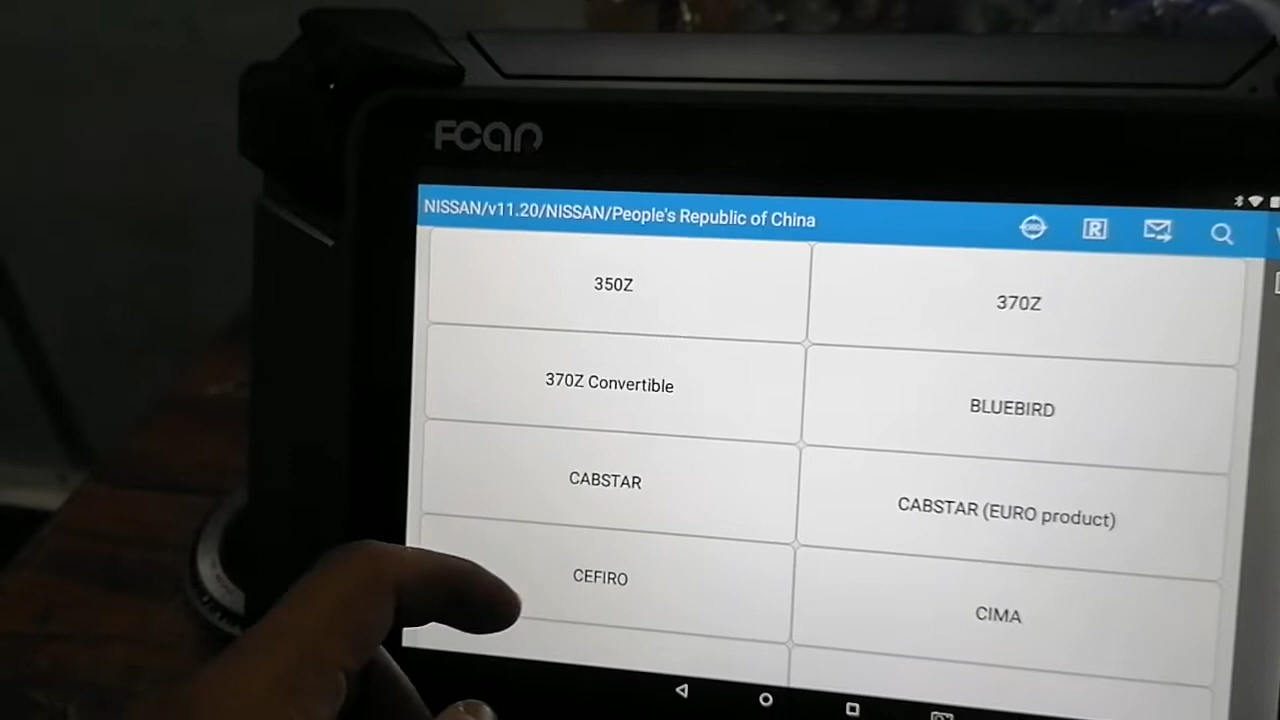 FCAR
NISSAN/v11.20/NISSAN/People's Republic of China
350Z
370Z
370Z Convertible
BLUEBIRD
CABSTAR
CABSTAR (EURO product)
CEFIRO
CIMA